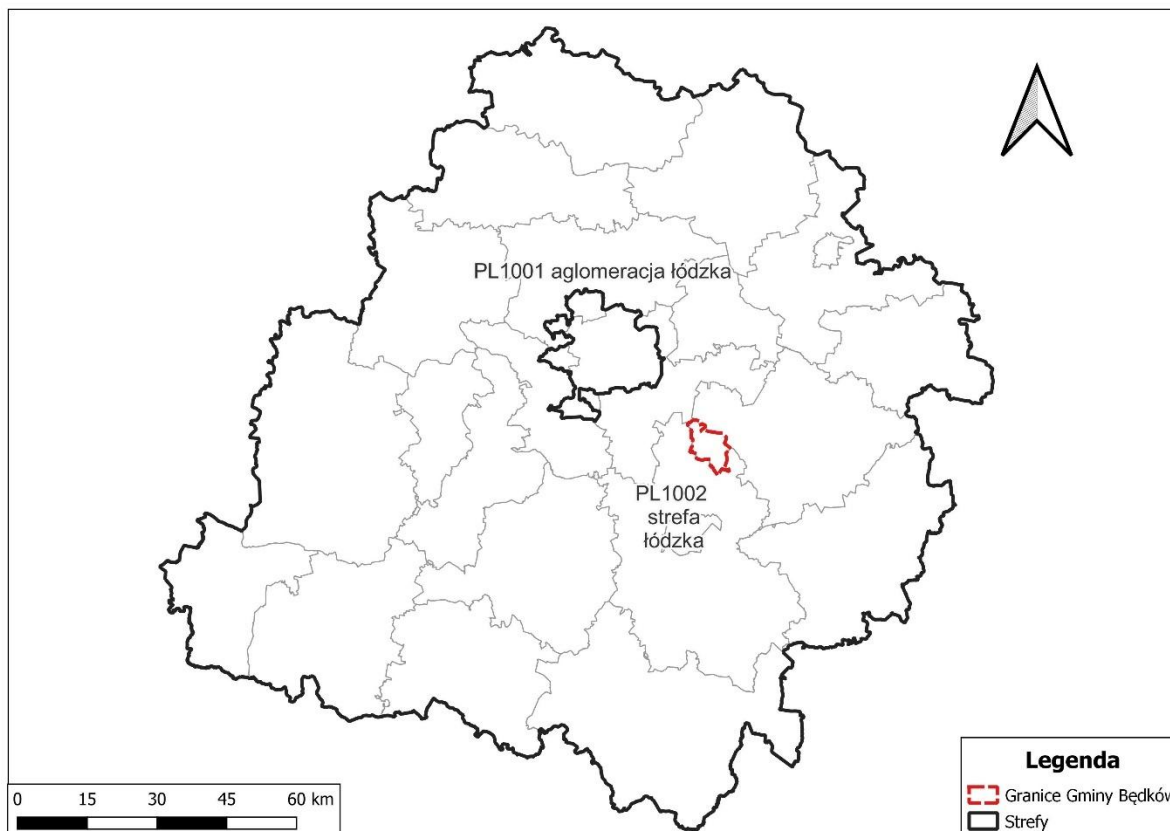 PL1001 aglomeracja łódzka
PL1002
strefa
łódzka
0 15 30 45 60 km
Legenda
Granice Gminy Będków
Strefy